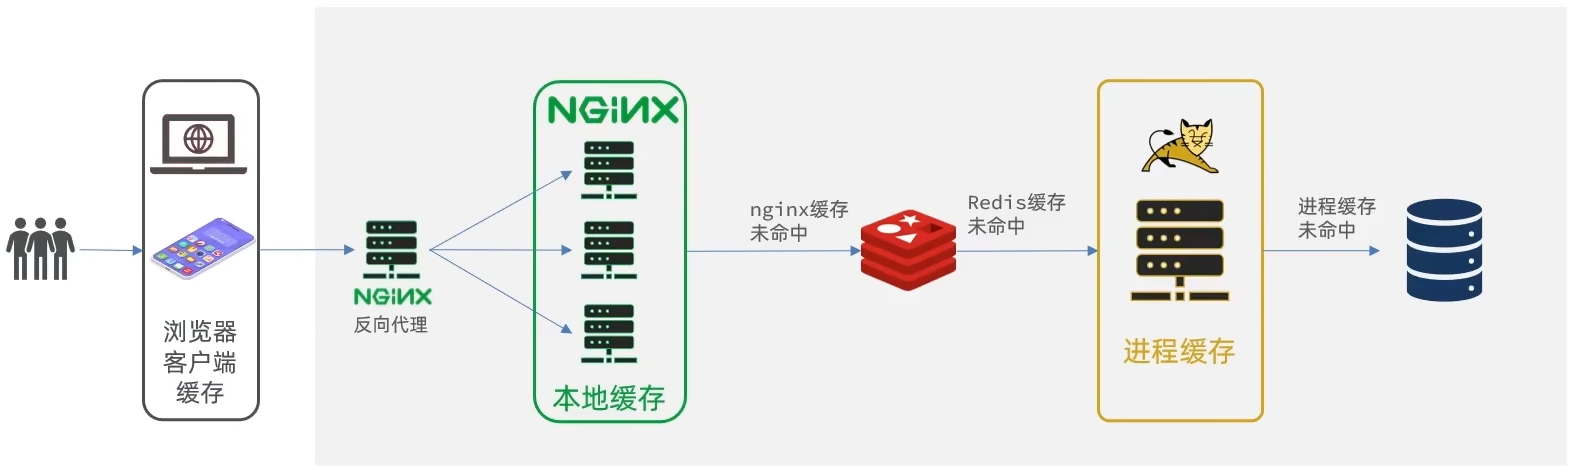 浏览器
客户端
缓存
NGINX
反向代理
NGINX
本地缓存
nginx缓存
未命中
Redis缓存
未命中
进程缓存
进程缓存
未命中